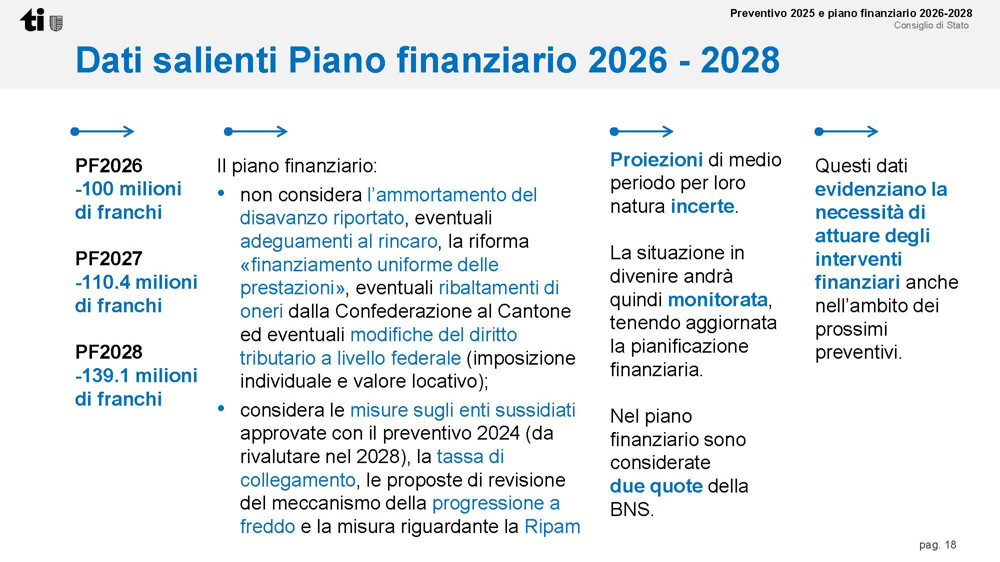 ti
Preventivo 2025 e piano finanziario 2026-2028
Consiglio di Stato
Dati salienti Piano finanziario 2026 - 2028
PF2026
-100 milioni
di franchi
PF2027
-110.4 milioni
di franchi
PF2028
-139.1 milioni
di franchi
Il piano finanziario:
• non considera l’ammortamento del
disavanzo riportato, eventuali
adeguamenti al rincaro, la riforma
«finanziamento uniforme delle
prestazioni», eventuali ribaltamenti di
oneri dalla Confederazione al Cantone
ed eventuali modifiche del diritto
tributario a livello federale (imposizione
individuale e valore locativo);
• considera le misure sugli enti sussidiati
approvate con il preventivo 2024 (da
rivalutare nel 2028), la tassa di
collegamento, le proposte di revisione
del meccanismo della progressione a
freddo e la misura riguardante la Ripam
Proiezioni di medio
periodo per loro
natura incerte.
La situazione in
divenire andrà
quindi monitorata,
tenendo aggiornata
la pianificazione
finanziaria.
Nel piano
finanziario sono
considerate
due quote della
BNS.
Questi dati
evidenziano la
necessità di
attuare degli
interventi
finanziari anche
nell’ambito dei
prossimi
preventivi.
pag. 18